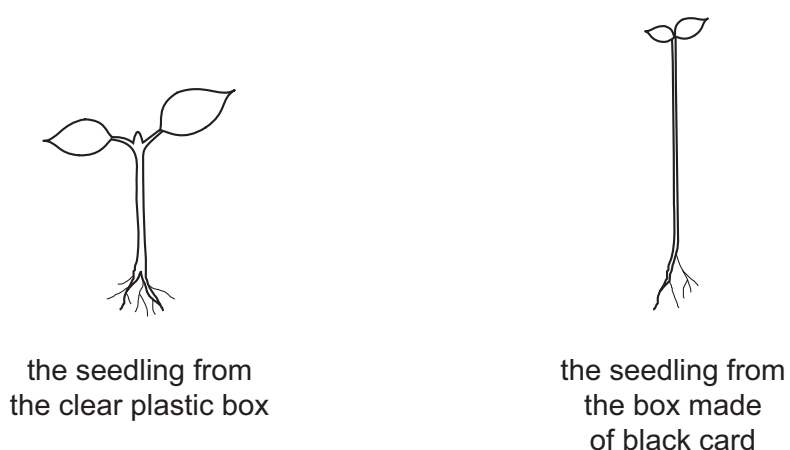 the seedling from
the clear plastic box
the seedling from
the box made
of black card